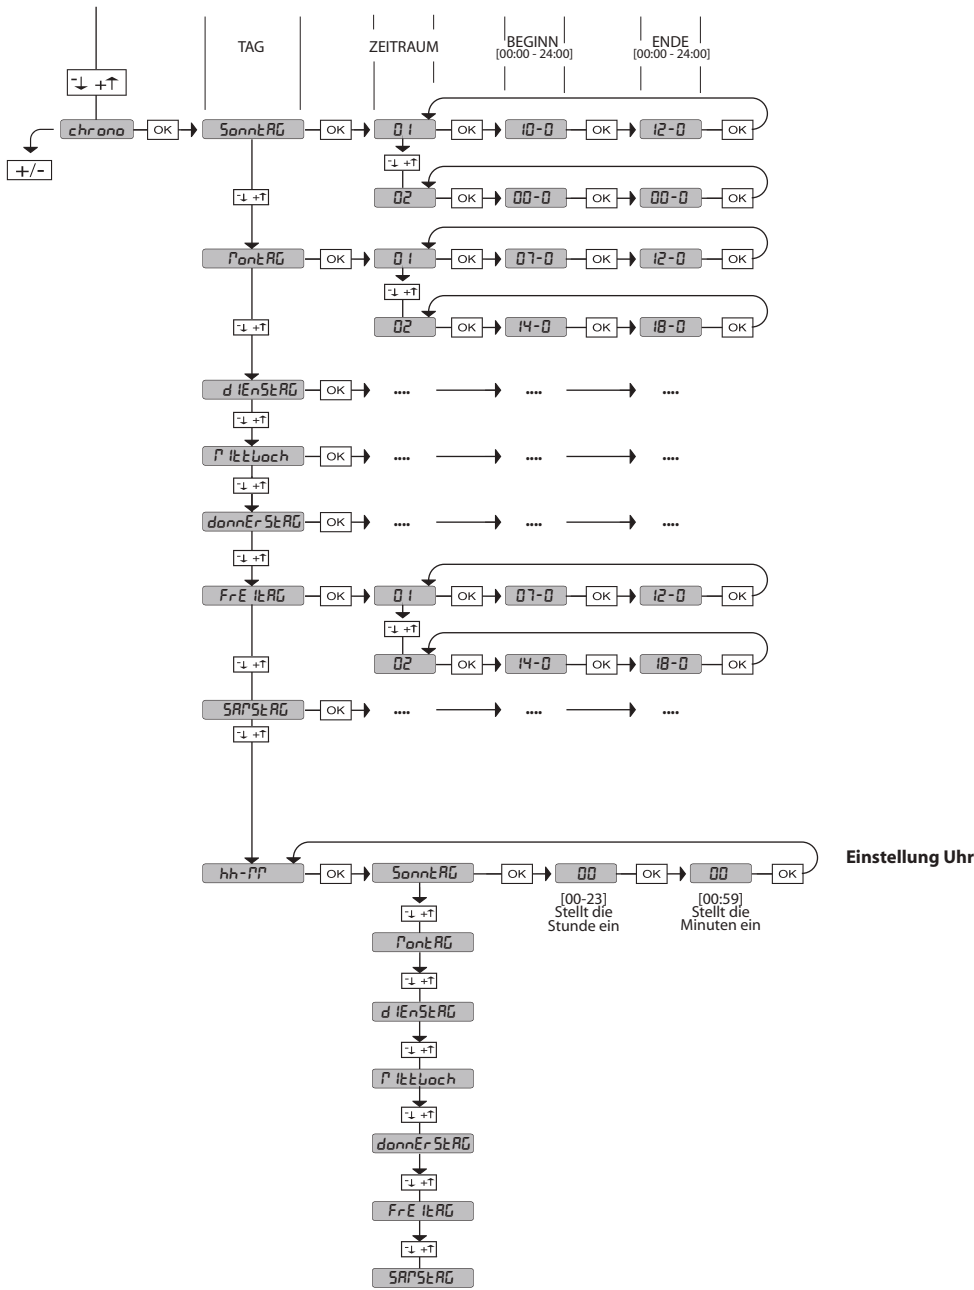 TAG ZEITRAUM BEGINN ENDE
[00:00 - 24:00] [00:00 - 24:00]
-↓ +↑
chrono OK SonntAG OK 01 OK 10-0 OK 12-0 OK
+/-
-↓ +↑
-↓ +↑ 02 OK 00-0 OK 00-0 OK
MontAG OK 01 OK 07-0 OK 12-0 OK
-↓ +↑
-↓ +↑ 02 OK 14-0 OK 18-0 OK
dIEnStAG OK .... .... ....
-↓ +↑
MIttwoch OK .... .... ....
-↓ +↑
donnErStAG OK .... .... ....
-↓ +↑
FrEItAG OK 01 OK 07-0 OK 12-0 OK
-↓ +↑
-↓ +↑ 02 OK 14-0 OK 18-0 OK
SAMStAG OK .... .... ....
-↓ +↑
Einstellung Uhr
hh-MM OK SonntAG OK 00 OK 00 OK
[00-23] [00:59]
Stellt die Stellt die
Stunde ein Minuten ein
-↓ +↑
MontAG
-↓ +↑
dIEnStAG
-↓ +↑
MIttwoch
-↓ +↑
donnErStAG
-↓ +↑
FrEItAG
-↓ +↑
SAMStAG